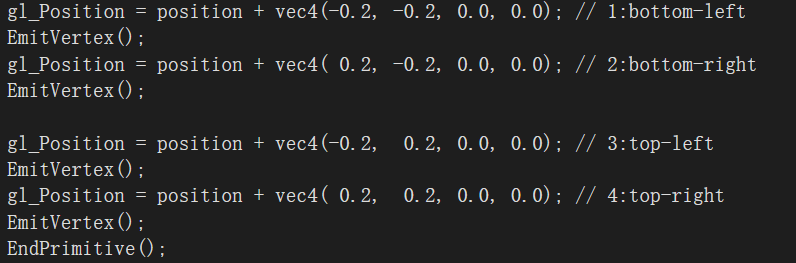 gl_Position = position + vec4(-0.2, -0.2, 0.0, 0.0); // 1:bottom-left
EmitVertex();
gl_Position = position + vec4( 0.2, -0.2, 0.0, 0.0); // 2:bottom-right
EmitVertex();
gl_Position = position + vec4(-0.2,  0.2, 0.0, 0.0); // 3:top-left
EmitVertex();
gl_Position = position + vec4( 0.2,  0.2, 0.0, 0.0); // 4:top-right
EmitVertex();
EndPrimitive();